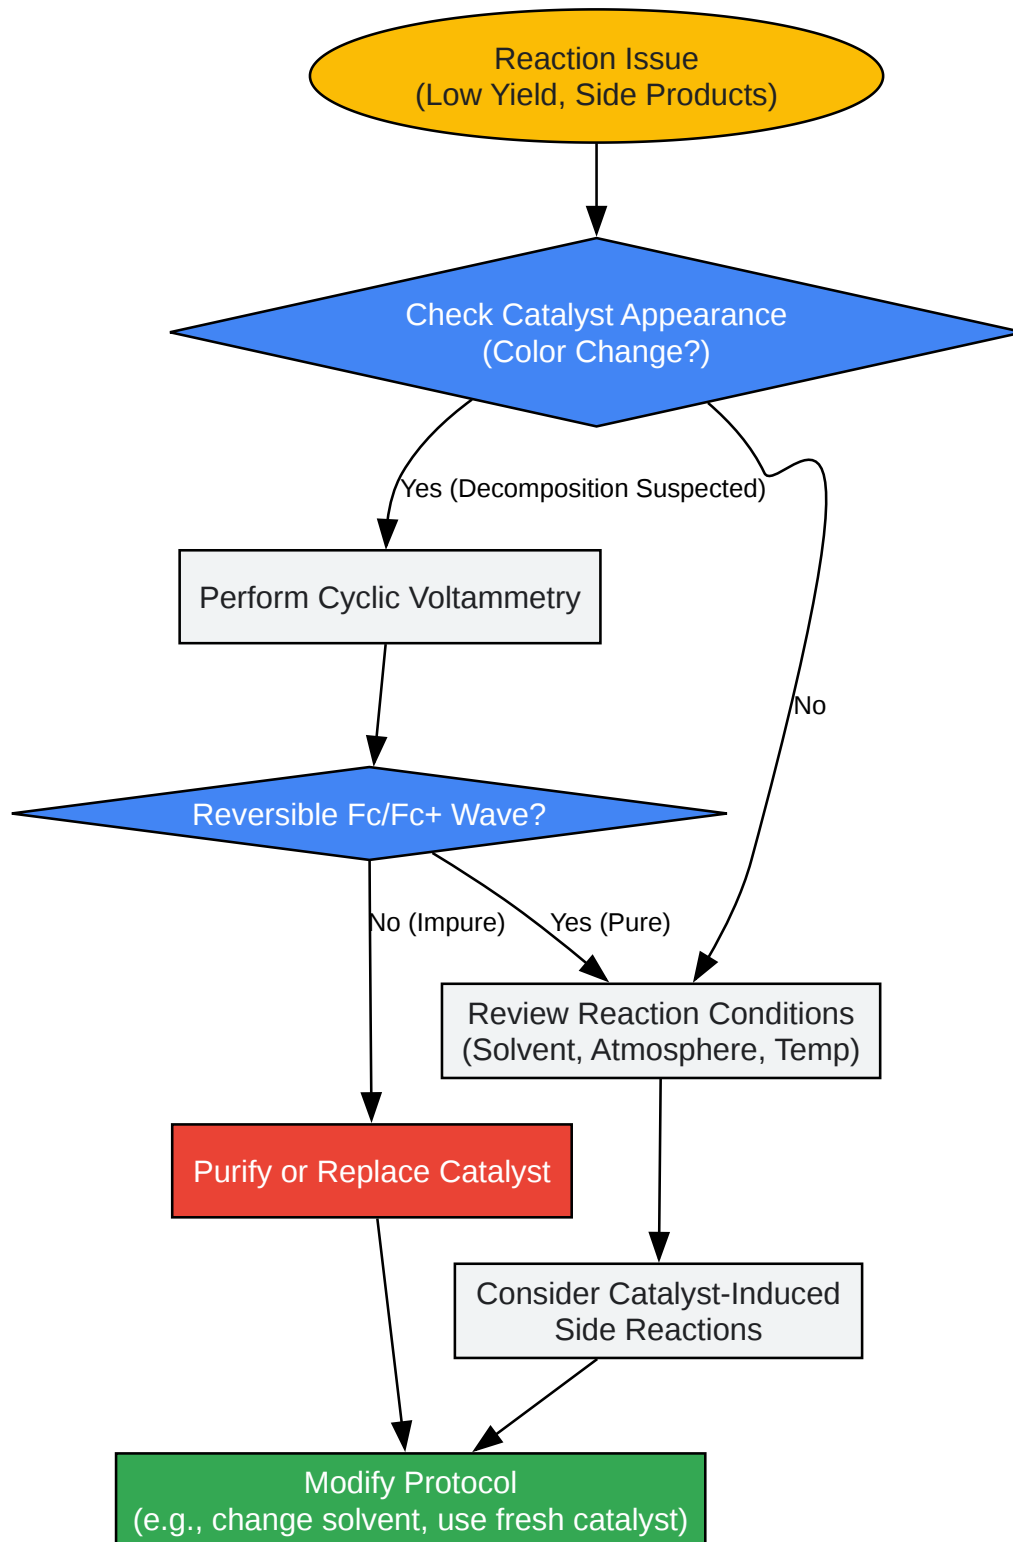 Reaction Issue
(Low Yield, Side Products)
Check Catalyst Appearance
(Color Change?)
Yes (Decomposition Suspected)
Perform Cyclic Voltammetry
No
Reversible Fc/Fc+ Wave?
No (Impure)
Yes (Pure)
Review Reaction Conditions
(Solvent, Atmosphere, Temp)
Purify or Replace Catalyst
Consider Catalyst-Induced
Side Reactions
Modify Protocol
(e.g., change solvent, use fresh catalyst)